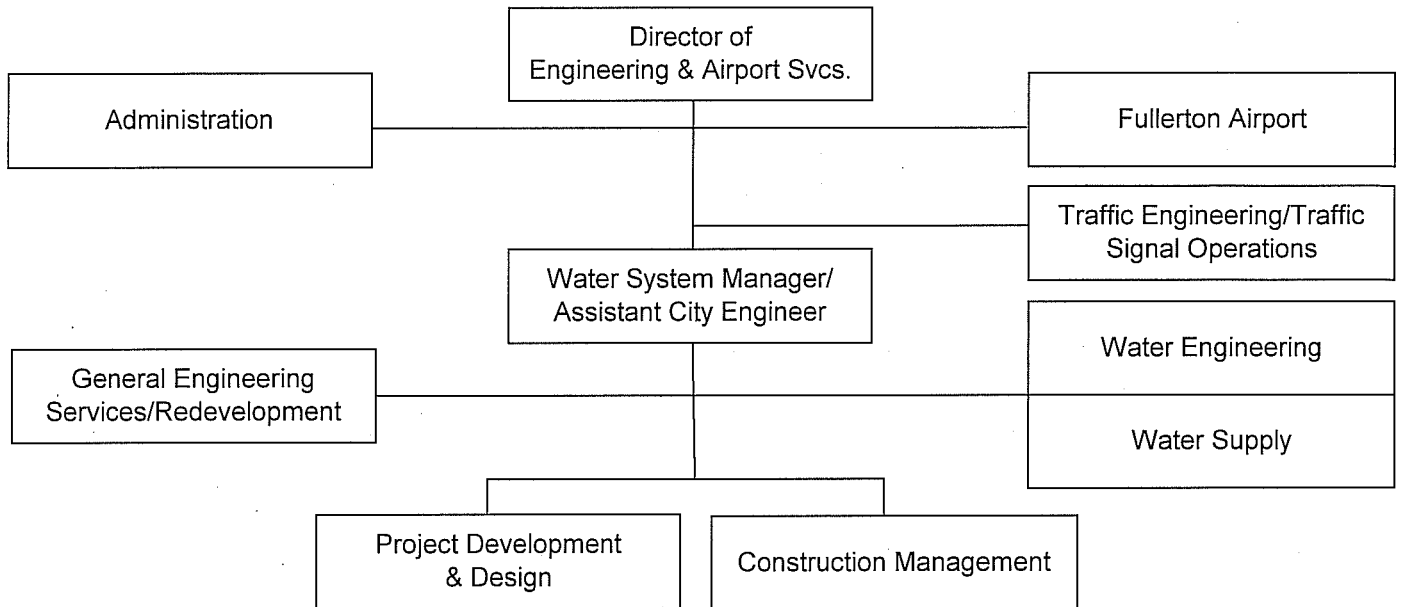 Director of
Engineering & Airport Svcs.
Administration
Fullerton Airport
Traffic Engineering/Traffic
Signal Operations
Water System Manager/
Assistant City Engineer
Water Engineering
General Engineering
Services/Redevelopment
Water Supply
Project Development
& Design
Construction Management